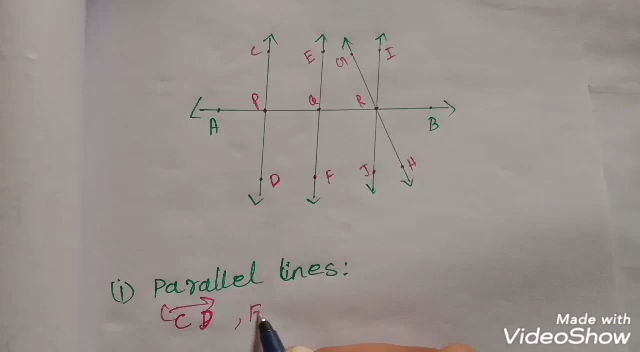 C E G I
P Q R
A B
D F J H
(i) Parallel lines:
CD , F
Made with
VideoShow